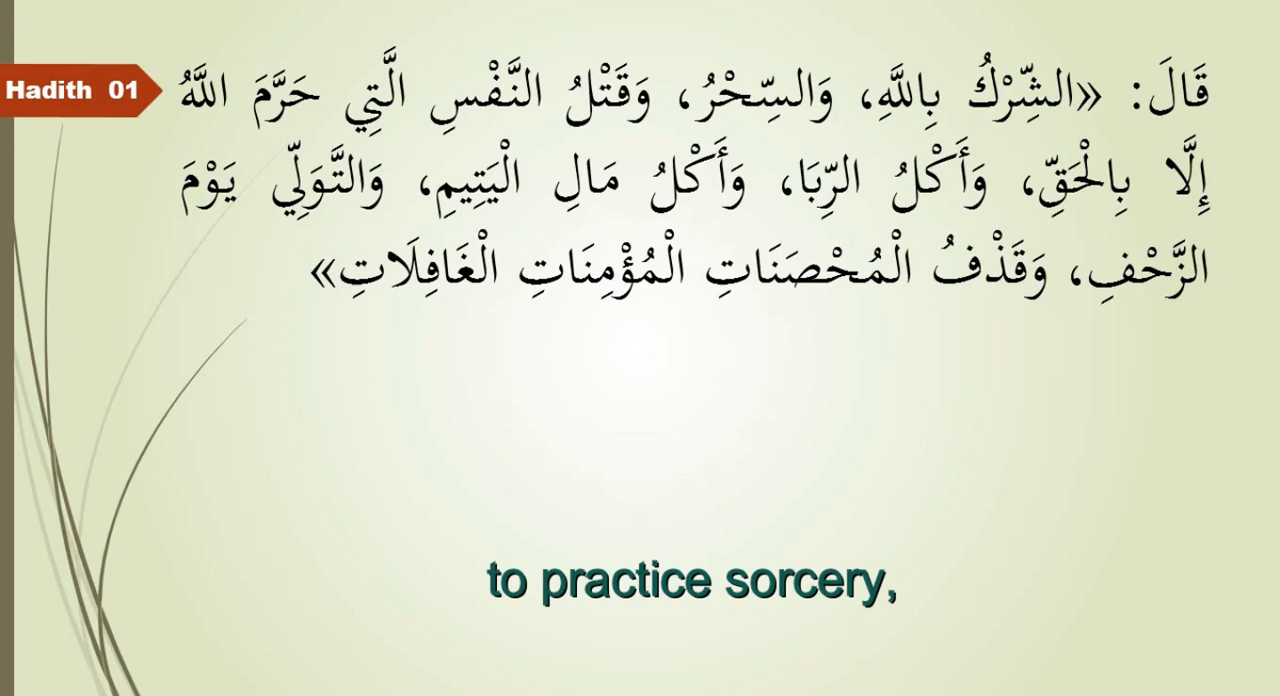 Hadith 01
قَالَ: «الشِّرْكُ بِاللَّهِ، وَالسِّحْرُ، وَقَتْلُ النَّفْسِ الَّتِي حَرَّمَ اللَّهُ
إِلَّا بِالْحَقِّ، وَأَكْلُ الرِّبَا، وَأَكْلُ مَالِ الْيَتِيمِ، وَالتَّوَلِّي يَوْمَ
الزَّحْفِ، وَقَذْفُ الْمُحْصَنَاتِ الْمُؤْمِنَاتِ الْغَافِلَاتِ»
to practice sorcery,